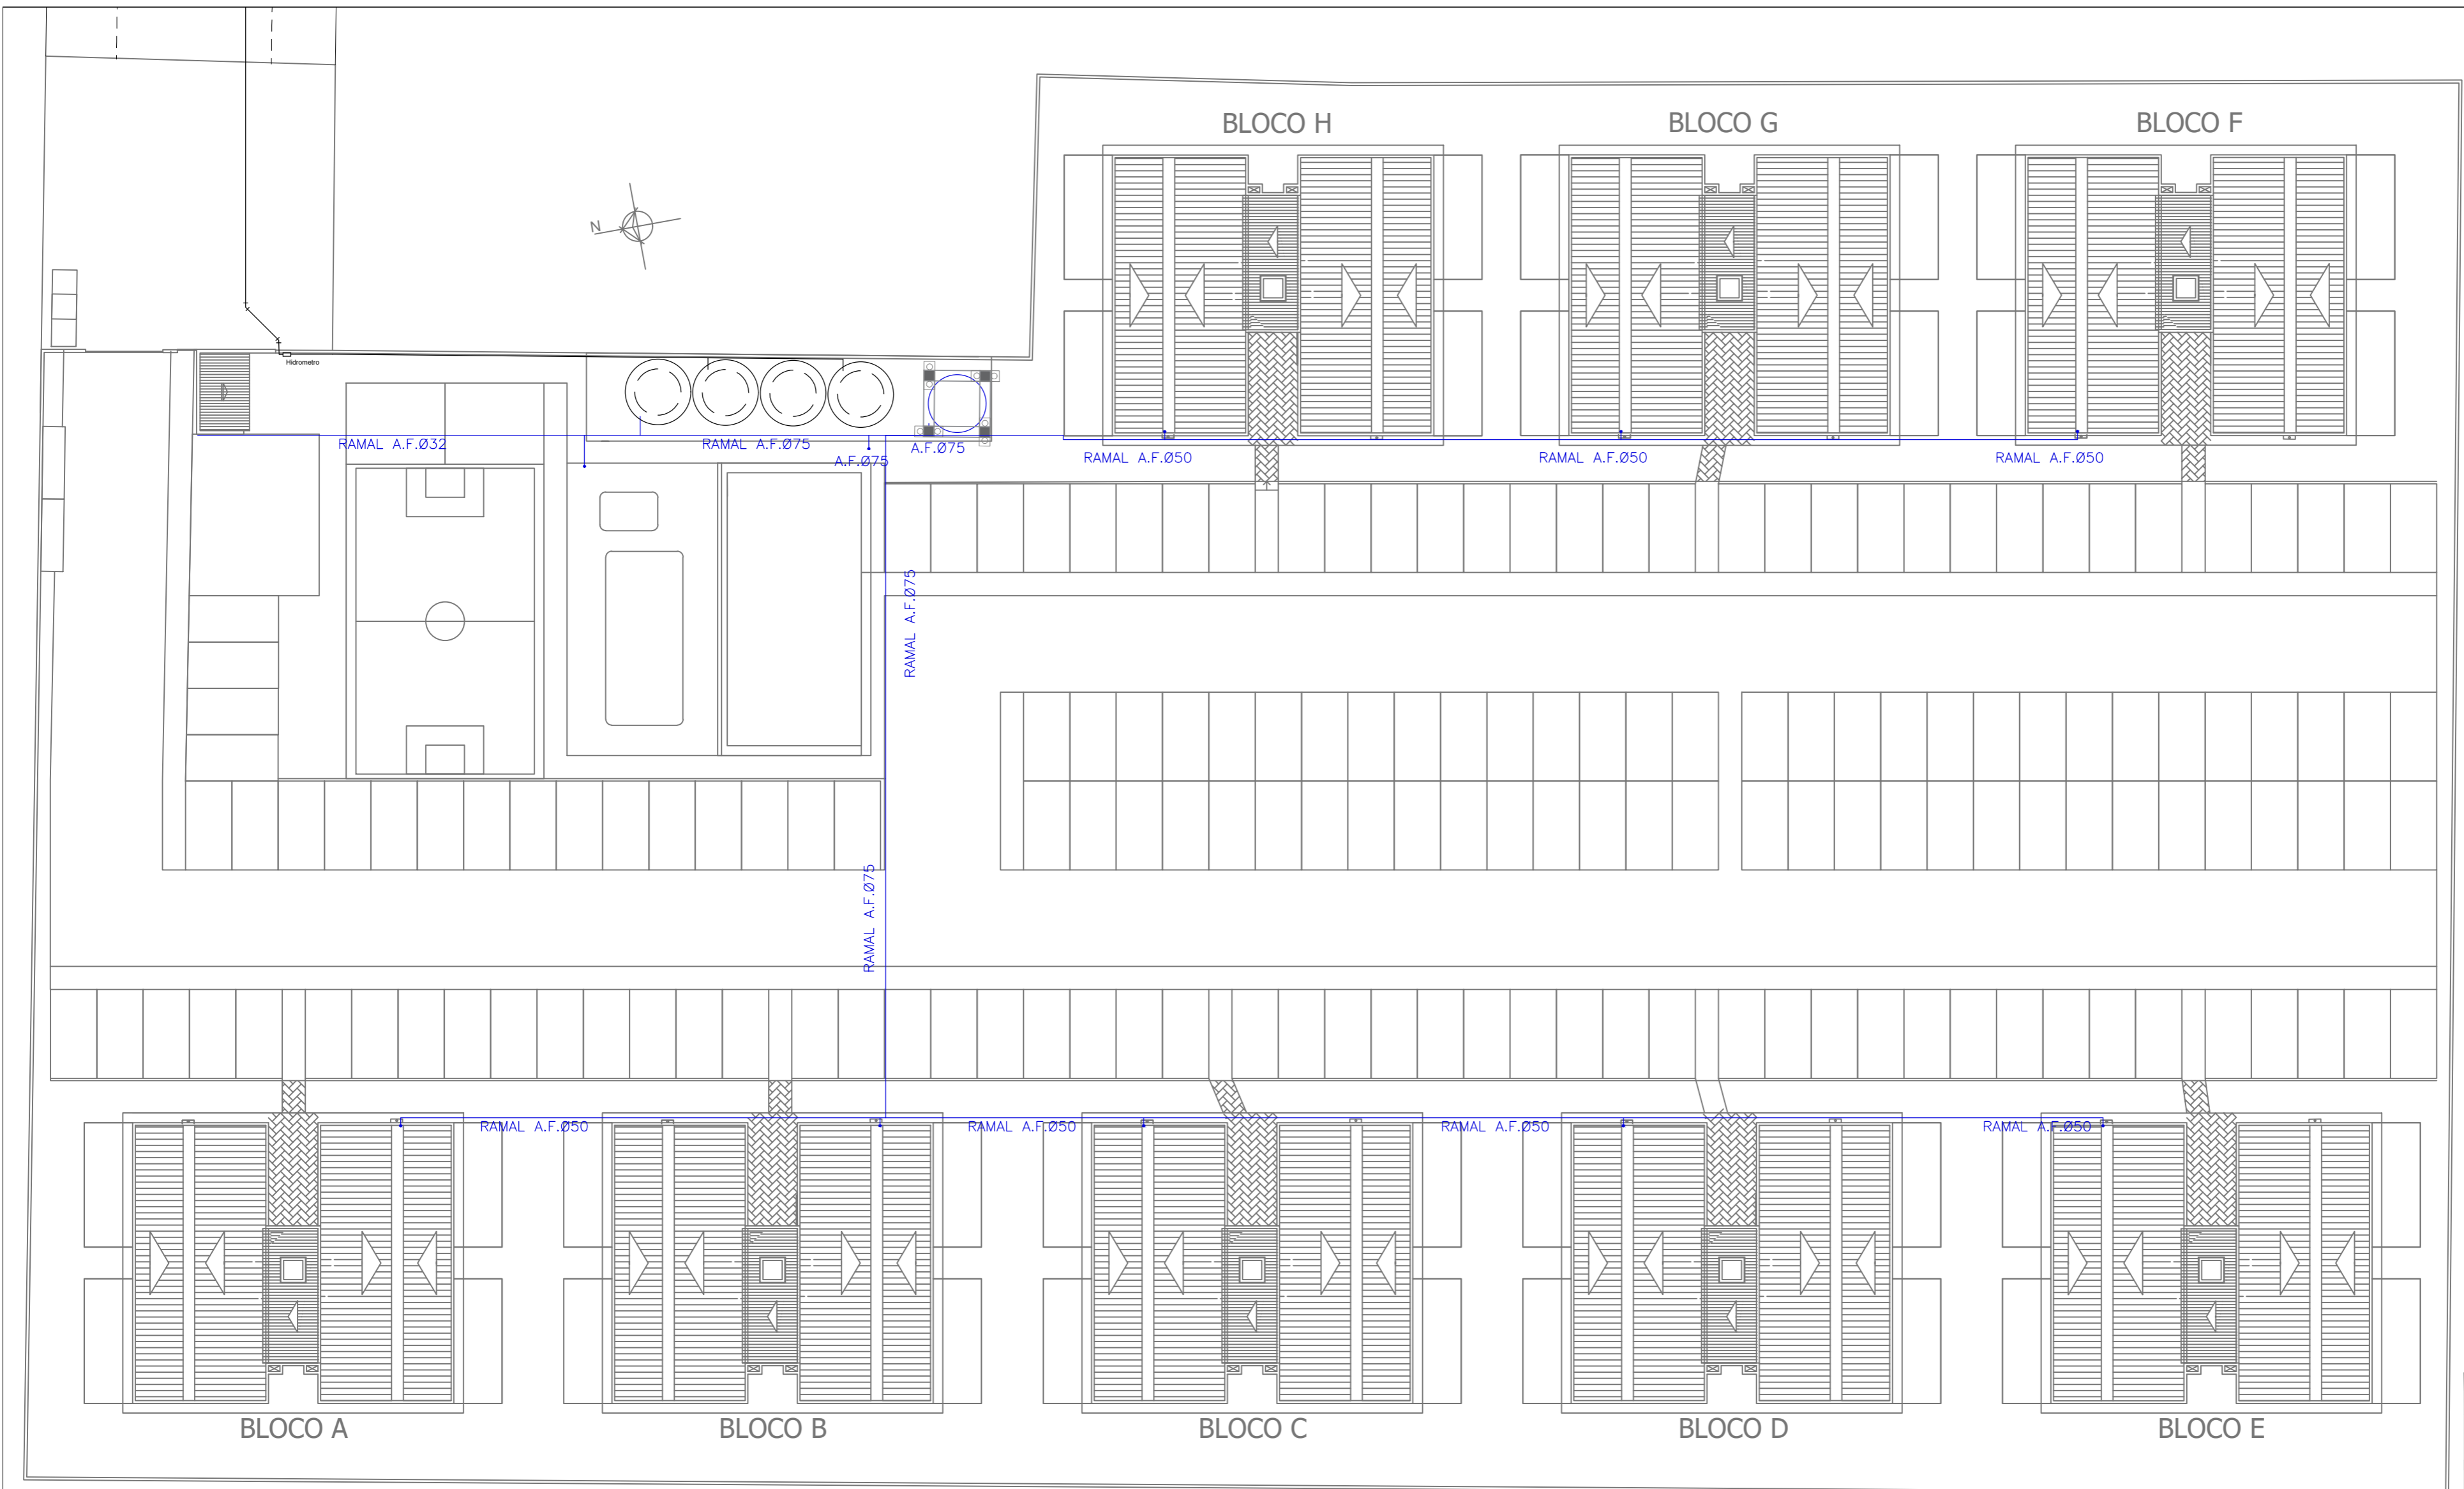 BLOCO H
BLOCO G
BLOCO F
N
Hidrometro
RAMAL A.F.Ø32
RAMAL A.F.Ø75
A.F.Ø75
A.F.Ø75
RAMAL A.F.Ø50
RAMAL A.F.Ø50
RAMAL A.F.Ø50
RAMAL A.F.Ø75
RAMAL A.F.Ø75
RAMAL A.F.Ø50
RAMAL A.F.Ø50
RAMAL A.F.Ø50
RAMAL A.F.Ø50
BLOCO A
BLOCO B
BLOCO C
BLOCO D
BLOCO E